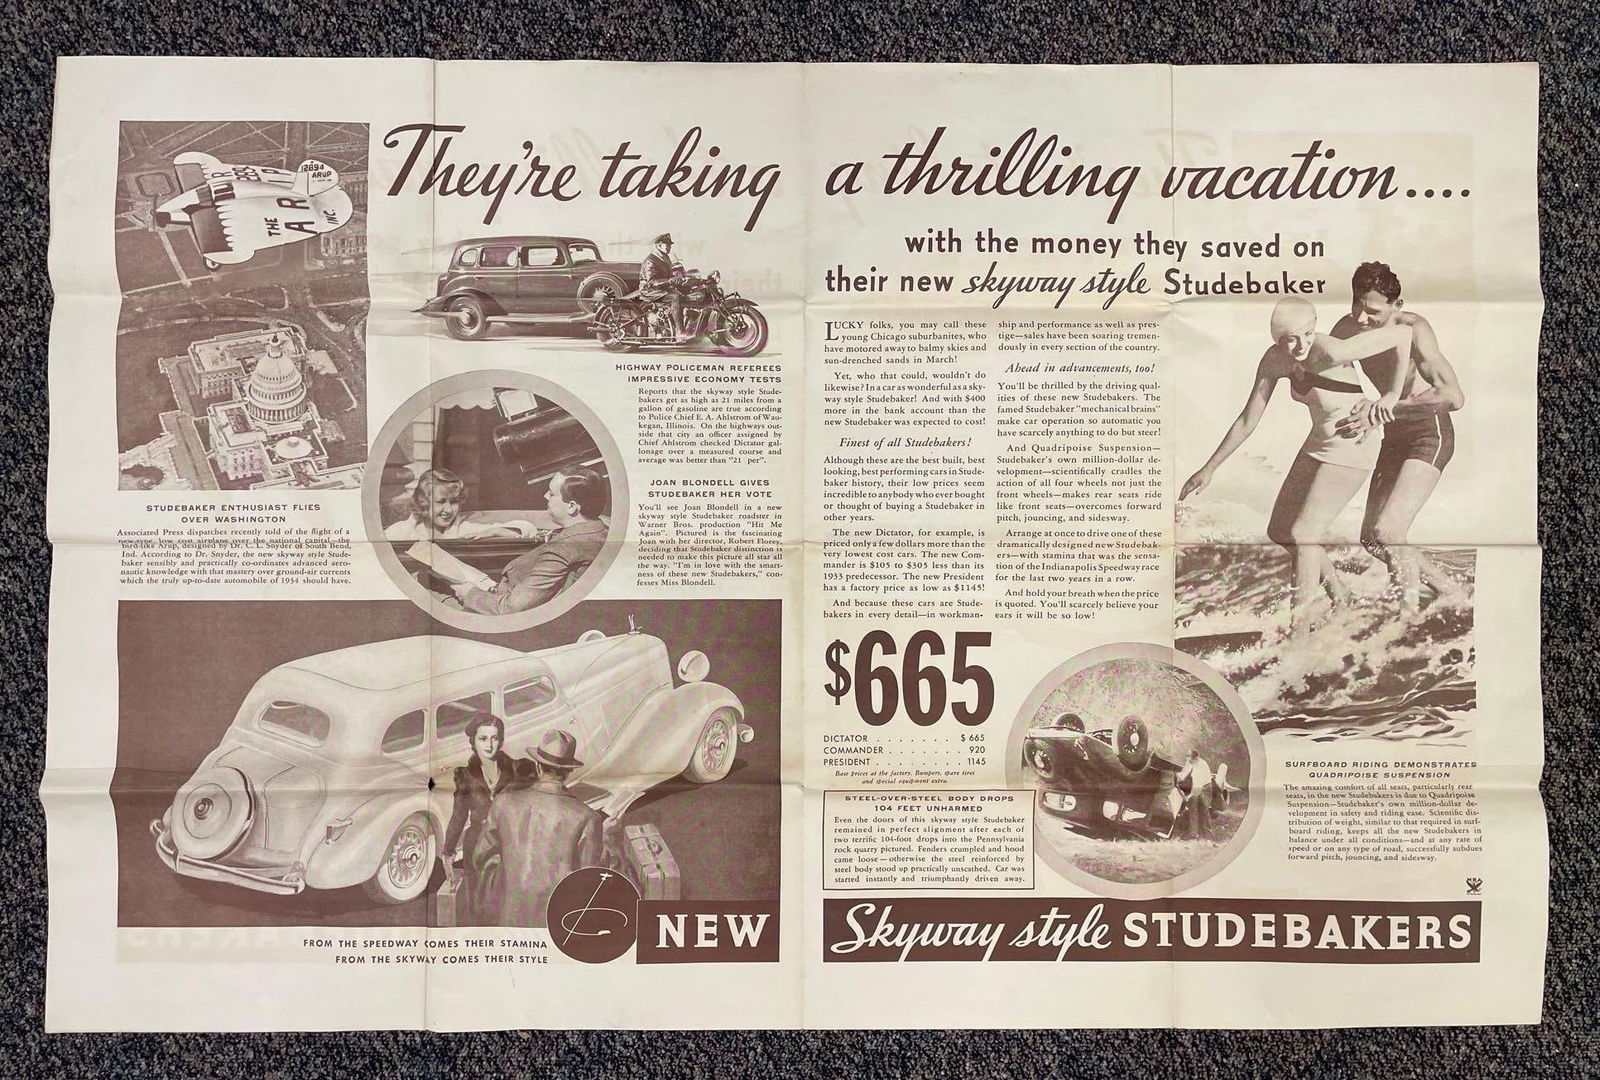 They're taking a thrilling vacation....
with the money they saved on
their new skyway style Studebaker
12894
ARUP
THE
ARUP
INC.
HIGHWAY POLICEMAN REFEREES
IMPRESSIVE ECONOMY TESTS
Reports that the skyway style Stude-
bakers get as high as 21 miles from a
gallon of gasoline are true according
to Police Chief E. A. Ahlstrom of Wau-
kegan, Illinois. On the highways out-
side that city an officer assigned by
Chief Ahlstrom checked Dictator gal-
lonage over a measured course and
average was better than "21 per".
JOAN BLONDELL GIVES
STUDEBAKER HER VOTE
You'll see Joan Blondell in a new
skyway style Studebaker roadster in
Warner Bros. production "Hit Me
Again". Pictured is the fascinating
Joan with her director, Robert Florey,
deciding that Studebaker distinction is
needed to make this picture all star all
the way. "I'm in love with the smart-
ness of these new Studebakers," con-
fesses Miss Blondell.
STUDEBAKER ENTHUSIAST FLIES
OVER WASHINGTON
Associated Press dispatches recently told of the flight of a
new-type, low cost airplane over the national capital—the
bird-like Arup, designed by Dr. C. L. Snyder of South Bend,
Ind. According to Dr. Snyder, the new skyway style Stude-
baker sensibly and practically co-ordinates advanced aero-
nautic knowledge with that mastery over ground-air currents
which the truly up-to-date automobile of 1934 should have.
LUCKY folks, you may call these
young Chicago suburbanites, who
have motored away to balmy skies and
sun-drenched sands in March!
Yet, who that could, wouldn't do
likewise? In a car as wonderful as a sky-
way style Studebaker! And with $400
more in the bank account than the
new Studebaker was expected to cost!
Finest of all Studebakers!
Although these are the best built, best
looking, best performing cars in Stude-
baker history, their low prices seem
incredible to anybody who ever bought
or thought of buying a Studebaker in
other years.
The new Dictator, for example, is
priced only a few dollars more than the
very lowest cost cars. The new Com-
mander is $105 to $305 less than its
1933 predecessor. The new President
has a factory price as low as $1145!
And because these cars are Stude-
bakers in every detail—in workman-
ship and performance as well as pres-
tige—sales have been soaring tremen-
dously in every section of the country.
Ahead in advancements, too!
You'll be thrilled by the driving qual-
ities of these new Studebakers. The
famed Studebaker "mechanical brains"
make car operation so automatic you
have scarcely anything to do but steer!
And Quadripoise Suspension—
Studebaker's own million-dollar de-
velopment—scientifically cradles the
action of all four wheels not just the
front wheels—makes rear seats ride
like front seats—overcomes forward
pitch, jouncing, and sidesway.
Arrange at once to drive one of these
dramatically designed new Studebak-
ers—with stamina that was the sensa-
tion of the Indianapolis Speedway race
for the last two years in a row.
And hold your breath when the price
is quoted. You'll scarcely believe your
ears it will be so low!
$665
DICTATOR . . . . . . . $ 665
COMMANDER . . . . . . . 920
PRESIDENT . . . . . . . 1145
Base prices at the factory. Bumpers, spare tires
and special equipment extra.
STEEL-OVER-STEEL BODY DROPS
104 FEET UNHARMED
Even the doors of this skyway style Studebaker
remained in perfect alignment after each of
two terrific 104-foot drops into the Pennsylvania
rock quarry pictured. Fenders crumpled and hood
came loose—otherwise the steel reinforced by
steel body stood up practically unscathed. Car was
started instantly and triumphantly driven away.
SURFBOARD RIDING DEMONSTRATES
QUADRIPOISE SUSPENSION
The amazing comfort of all seats, particularly rear
seats, in the new Studebakers is due to Quadripoise
Suspension—Studebaker's own million-dollar de-
velopment in safety and riding ease. Scientific dis-
tribution of weight, similar to that required in surf-
board riding, keeps all the new Studebakers in
balance under all conditions—and at any rate of
speed or on any type of road, successfully subdues
forward pitch, jouncing, and sidesway.
NRA
FROM THE SPEEDWAY COMES THEIR STAMINA
FROM THE SKYWAY COMES THEIR STYLE
NEW Skyway style STUDEBAKERS